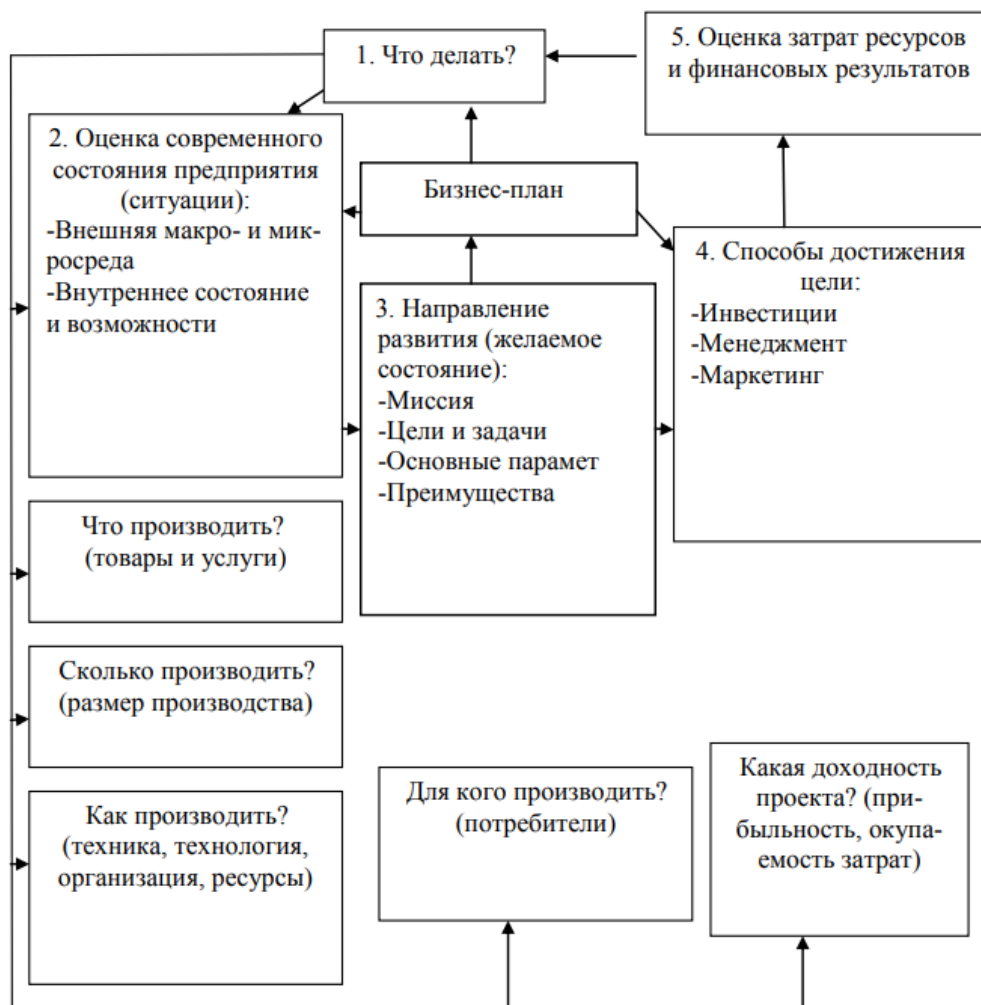 1. Что делать?
5. Оценка затрат ресурсов
и финансовых результатов
2. Оценка современного
состояния предприятия
(ситуации):
-Внешняя макро- и мик-
росреда
-Внутреннее состояние
и возможности
Бизнес-план
3. Направление
развития (желаемое
состояние):
-Миссия
-Цели и задачи
-Основные парамет
-Преимущества
4. Способы достижения
цели:
-Инвестиции
-Менеджмент
-Маркетинг
Что производить?
(товары и услуги)
Сколько производить?
(размер производства)
Как производить?
(техника, технология,
организация, ресурсы)
Для кого производить?
(потребители)
Какая доходность
проекта? (при-
быльность, окупа-
емость затрат)